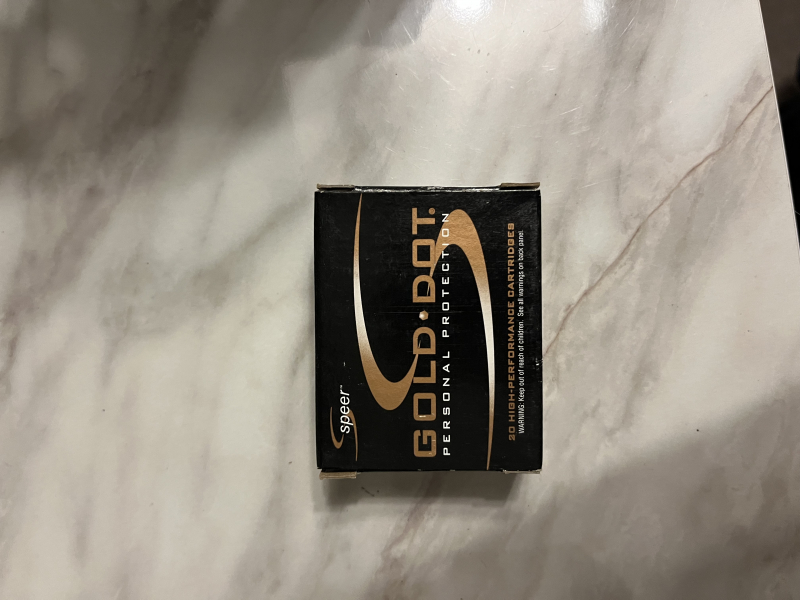 speer™
GOLD•DOT.
PERSONAL PROTECTION
20 HIGH-PERFORMANCE CARTRIDGES
WARNING: Keep out of reach of children. See all warnings on back panel.